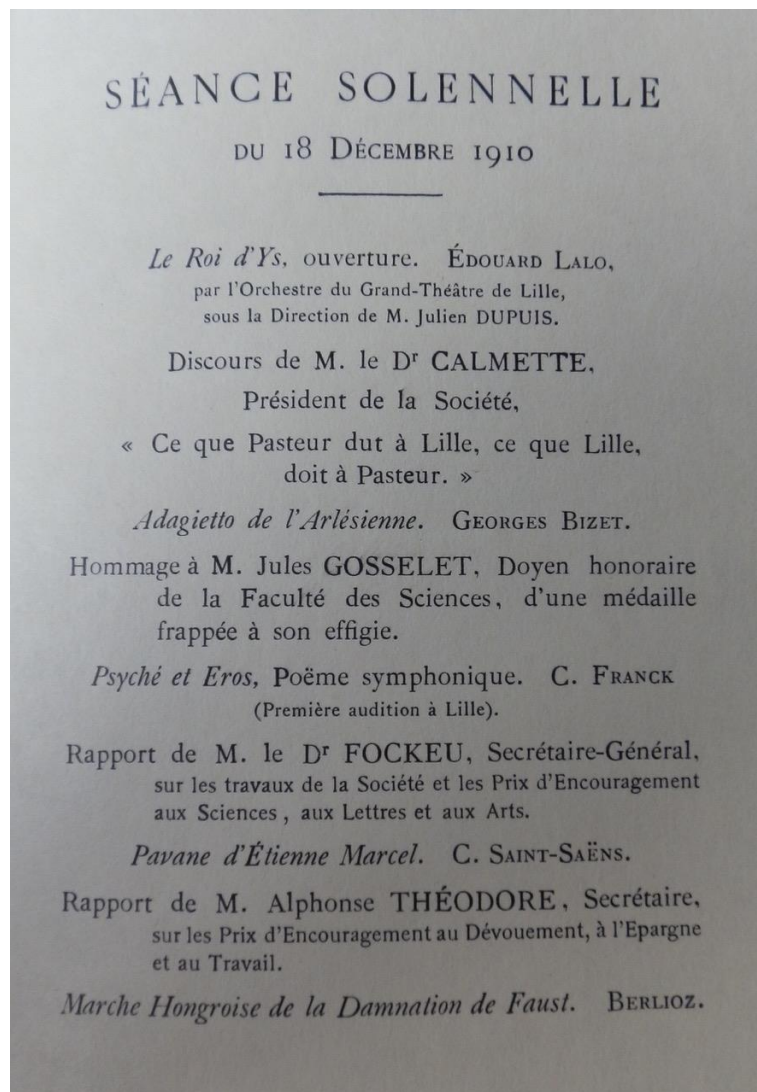 SÉANCE SOLENNELLE
DU 18 DÉCEMBRE 1910
Le Roi d'Ys, ouverture. ÉDOUARD LALO,
par l'Orchestre du Grand-Théâtre de Lille,
sous la Direction de M. Julien DUPUIS.
Discours de M. le Dr CALMETTE,
Président de la Société,
« Ce que Pasteur dut à Lille, ce que Lille,
doit à Pasteur. »
Adagietto de l'Arlésienne. GEORGES BIZET.
Hommage à M. Jules GOSSELET, Doyen honoraire
de la Faculté des Sciences, d'une médaille
frappée à son effigie.
Psyché et Eros, Poëme symphonique. C. FRANCK
(Première audition à Lille).
Rapport de M. le Dr FOCKEU, Secrétaire-Général,
sur les travaux de la Société et les Prix d'Encouragement
aux Sciences, aux Lettres et aux Arts.
Pavane d'Étienne Marcel. C. SAINT-SAËNS.
Rapport de M. Alphonse THÉODORE, Secrétaire,
sur les Prix d'Encouragement au Dévouement, à l'Epargne
et au Travail.
Marche Hongroise de la Damnation de Faust. BERLIOZ.